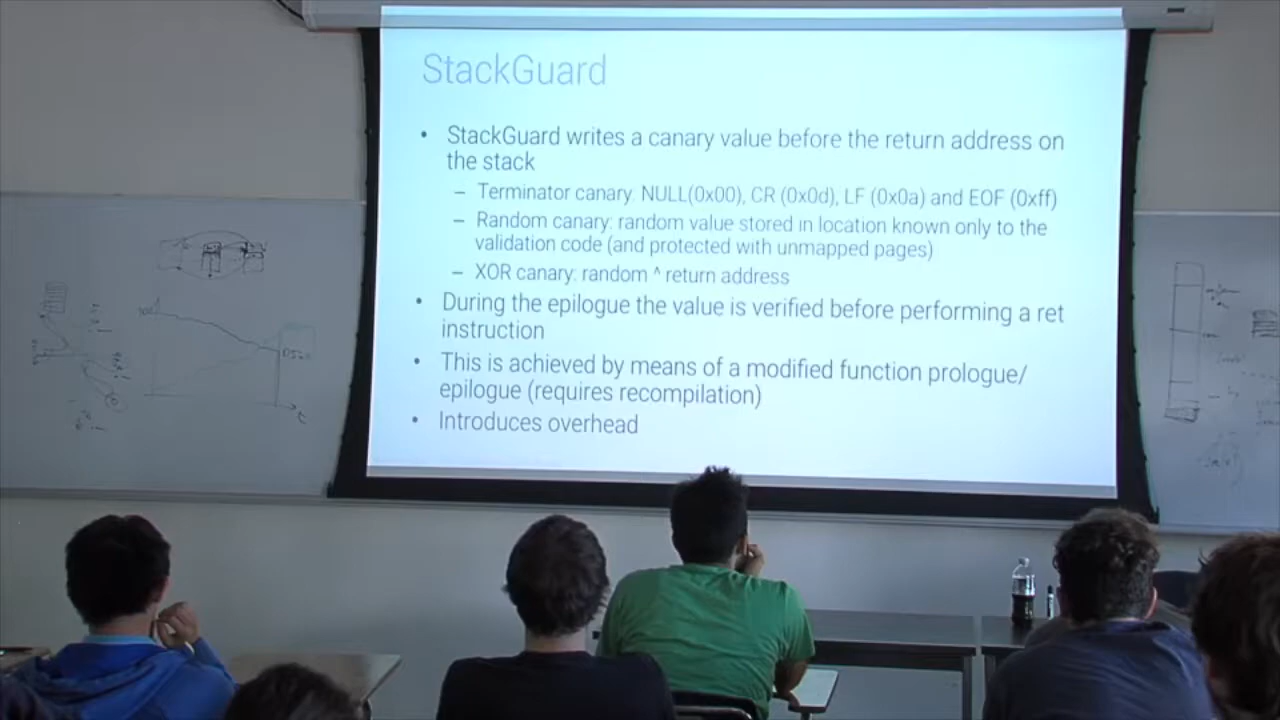 StackGuard
• StackGuard writes a canary value before the return address on
the stack
– Terminator canary: NULL(0x00), CR (0x0d), LF (0x0a) and EOF (0xff)
– Random canary: random value stored in location known only to the
validation code (and protected with unmapped pages)
– XOR canary: random ^ return address
• During the epilogue the value is verified before performing a ret
instruction
• This is achieved by means of a modified function prologue/
epilogue (requires recompilation)
• Introduces overhead